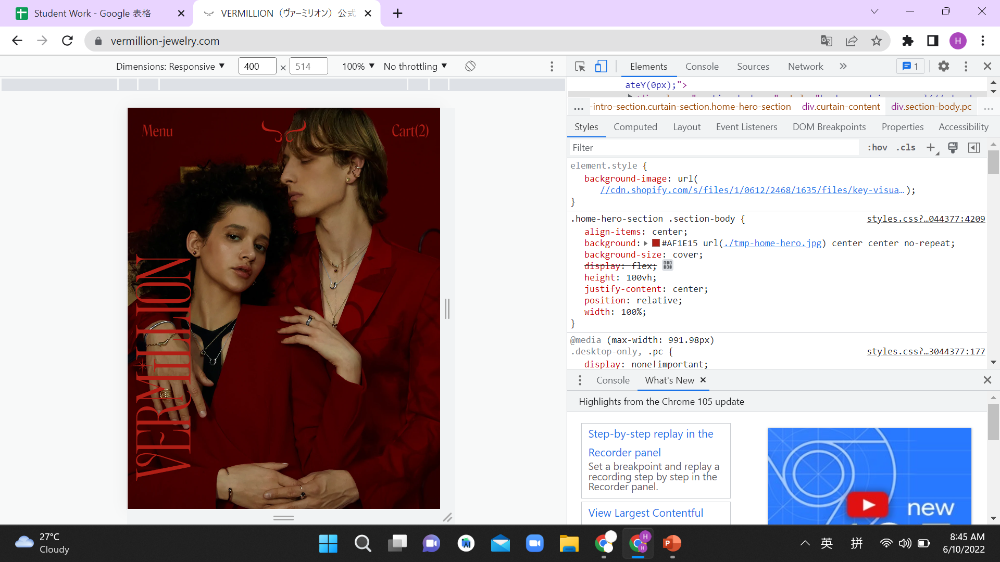 Student Work - Google 表格
VERMILLION（ヴァーミリオン）公式
vermillion-jewelry.com
H
Dimensions: Responsive
400
×
514
100%
No throttling
Elements
Console
Sources
Network
1
ateY(0px);">
... -intro-section.curtain-section.home-hero-section
div.curtain-content
div.section-body.pc
...
Styles
Computed
Layout
Event Listeners
DOM Breakpoints
Properties
Accessibility
Filter
:hov
.cls
element.style {
background-image: url(
//cdn.shopify.com/s/files/1/0612/2468/1635/files/key-visua… );
}
.home-hero-section .section-body {
styles.css?…044377:4209
align-items: center;
background: #AF1E15 url(./tmp-home-hero.jpg) center center no-repeat;
background-size: cover;
display: flex;
height: 100vh;
justify-content: center;
position: relative;
width: 100%;
}
@media (max-width: 991.98px)
.desktop-only, .pc {
styles.css?…3044377:177
display: none!important;
Console
What's New
Highlights from the Chrome 105 update
Step-by-step replay in the
Recorder panel
Set a breakpoint and replay a
recording step by step in the
Recorder panel.
View Largest Contentful
new
Menu
Cart(2)
VERMILLION
27°C
Cloudy
H
H
P
英
拼
8:45 AM
6/10/2022